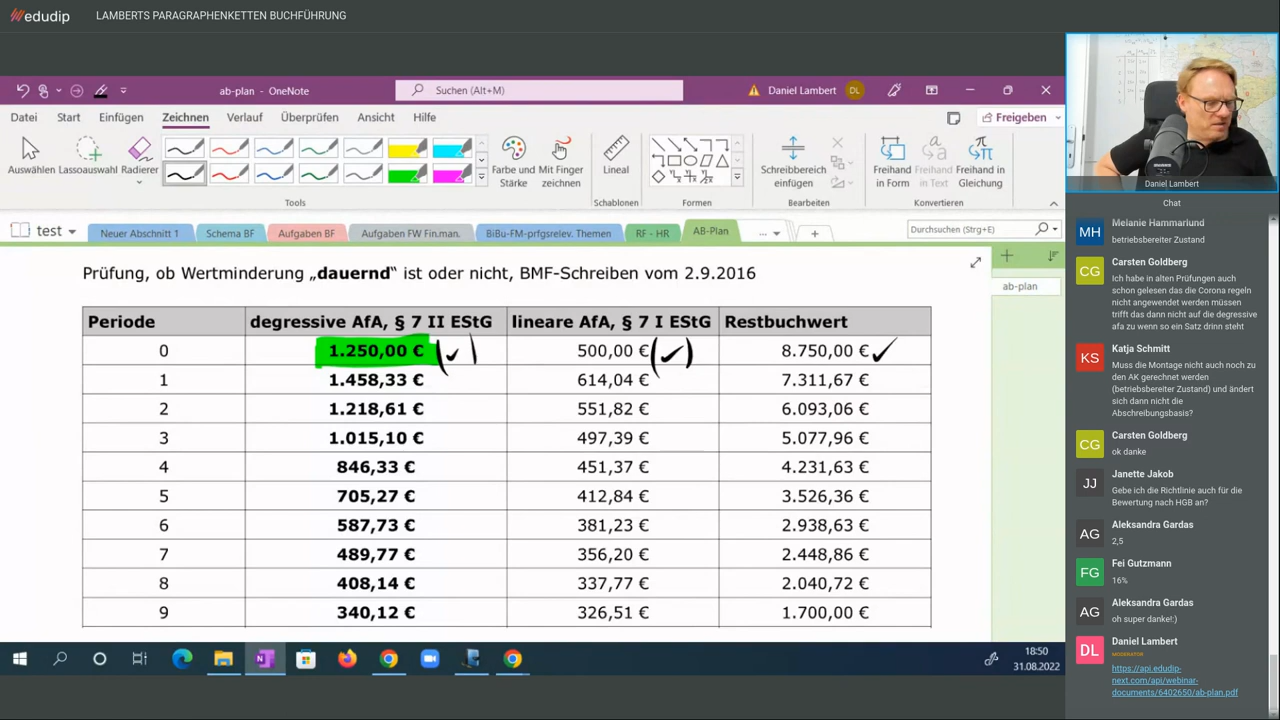 edudip
LAMBERTS PARAGRAPHENKETTEN BUCHFÜHRUNG
ab-plan - OneNote
Suchen (Alt+M)
Daniel Lambert
DL
Datei Start Einfügen Zeichnen Verlauf Überprüfen Ansicht Hilfe
Freigeben
Auswählen Lassoauswahl Radierer
Farbe und Stärke
Mit Finger zeichnen
Lineal
Schreibbereich einfügen
Freihand in Form
Freihand in Text
Freihand in Gleichung
Tools Schablonen Formen Bearbeiten Konvertieren
test
Neuer Abschnitt 1 Schema BF Aufgaben BF Aufgaben FW Fin.man. BiBu-FM-prfgsrelev. Themen RF - HR AB-Plan ...
Durchsuchen (Strg+E)
ab-plan
Prüfung, ob Wertminderung „dauernd“ ist oder nicht, BMF-Schreiben vom 2.9.2016
Periode degressive AfA, § 7 II EStG lineare AfA, § 7 I EStG Restbuchwert
0 1.250,00 € (✓) 500,00 € (✓) 8.750,00 € ✓
1 1.458,33 € 614,04 € 7.311,67 €
2 1.218,61 € 551,82 € 6.093,06 €
3 1.015,10 € 497,39 € 5.077,96 €
4 846,33 € 451,37 € 4.231,63 €
5 705,27 € 412,84 € 3.526,36 €
6 587,73 € 381,23 € 2.938,63 €
7 489,77 € 356,20 € 2.448,86 €
8 408,14 € 337,77 € 2.040,72 €
9 340,12 € 326,51 € 1.700,00 €
18:50
31.08.2022
Daniel Lambert
Chat
MH
Melanie Hammarlund
betriebsbereiter Zustand
CG
Carsten Goldberg
Ich habe in alten Prüfungen auch
schon gelesen das die Corona regeln
nicht angewendet werden müssen
trifft das dann nicht auf die degressive
afa zu wenn so ein Satz drinn steht
KS
Katja Schmitt
Muss die Montage nicht auch noch zu
den AK gerechnet werden
(betriebsbereiter Zustand) und ändert
sich dann nicht die
Abschreibungsbasis?
CG
Carsten Goldberg
ok danke
JJ
Janette Jakob
Gebe ich die Richtlinie auch für die
Bewertung nach HGB an?
AG
Aleksandra Gardas
2,5
FG
Fei Gutzmann
16%
AG
Aleksandra Gardas
oh super danke!:)
DL
Daniel Lambert
MODERATOR
https://api.edudip-
next.com/api/webinar-
documents/6402650/ab-plan.pdf